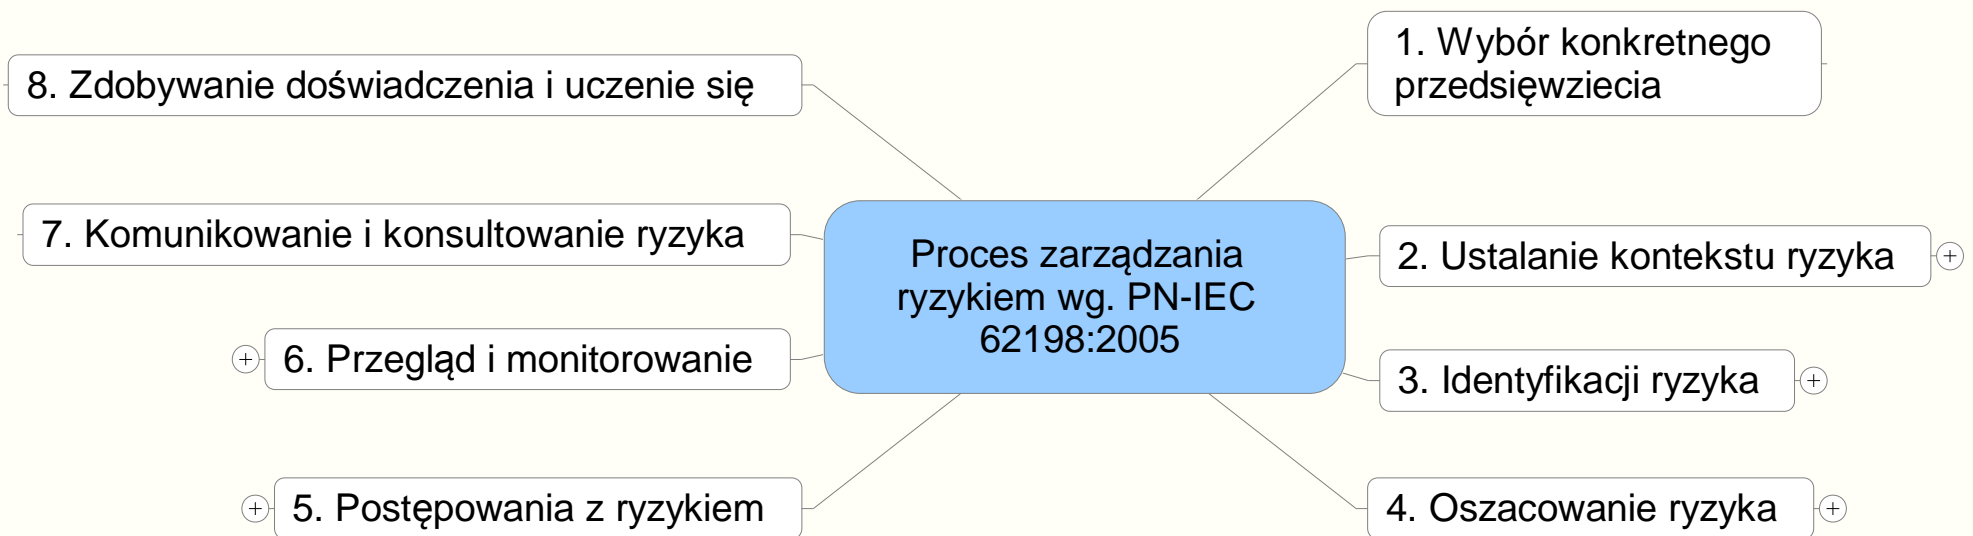 Proces zarządzania
ryzykiem wg. PN-IEC
62198:2005
1. Wybór konkretnego
przedsięwziecia
2. Ustalanie kontekstu ryzyka
3. Identyfikacji ryzyka
4. Oszacowanie ryzyka
5. Postępowania z ryzykiem
6. Przegląd i monitorowanie
7. Komunikowanie i konsultowanie ryzyka
8. Zdobywanie doświadczenia i uczenie się